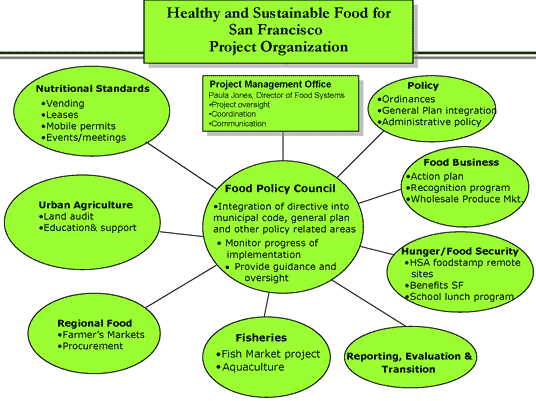 Healthy and Sustainable Food for
San Francisco
Project Organization
Nutritional Standards
•Vending
•Leases
•Mobile permits
•Events/meetings
Project Management Office
Paula Jones, Director of Food Systems
•Project oversight
•Coordination
•Communication
Policy
•Ordinances
•General Plan integration
•Administrative policy
Food Business
•Action plan
•Recognition program
•Wholesale Produce Mkt.
Urban Agriculture
•Land audit
•Education& support
Food Policy Council
• Integration of directive into
municipal code, general plan
and other policy related areas
• Monitor progress of
implementation
• Provide guidance and
oversight
Hunger/Food Security
•HSA foodstamp remote
sites
•Benefits SF
•School lunch program
Regional Food
•Farmer's Markets
•Procurement
Fisheries
•Fish Market project
•Aquaculture
Reporting, Evaluation &
Transition